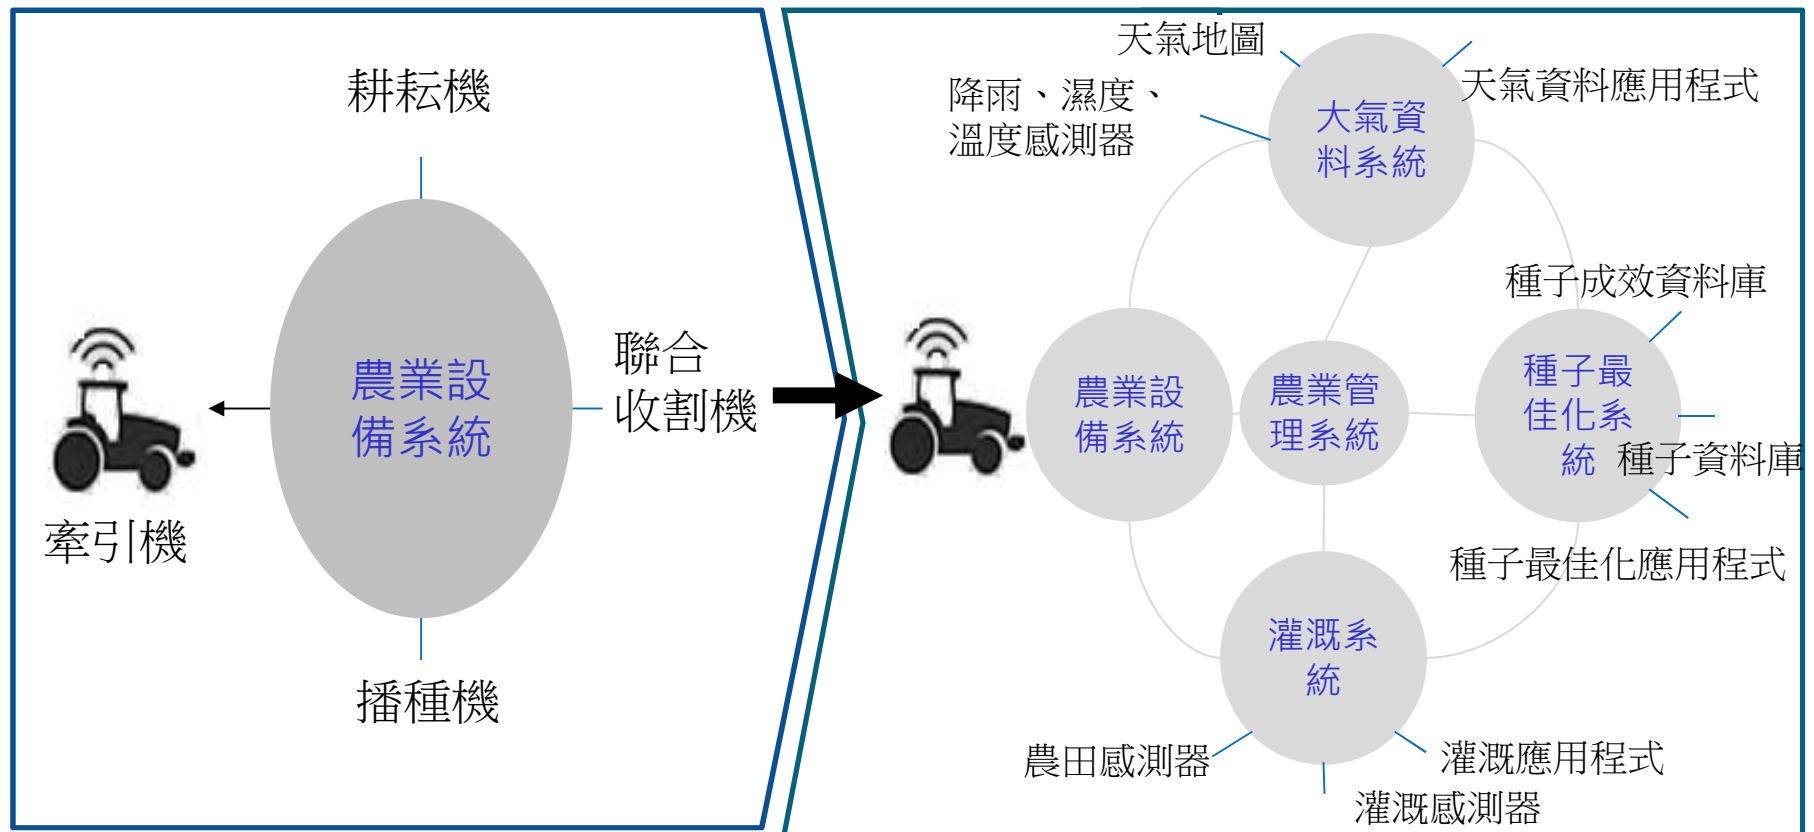 耕耘機
農業設
備系統
聯合
收割機
牽引機
播種機
天氣地圖
天氣資料應用程式
降雨、濕度、
溫度感測器
大氣資
料系統
種子成效資料庫
農業設
備系統
農業管
理系統
種子最
佳化系
統
種子資料庫
種子最佳化應用程式
灌溉系
統
農田感測器
灌溉應用程式
灌溉感測器